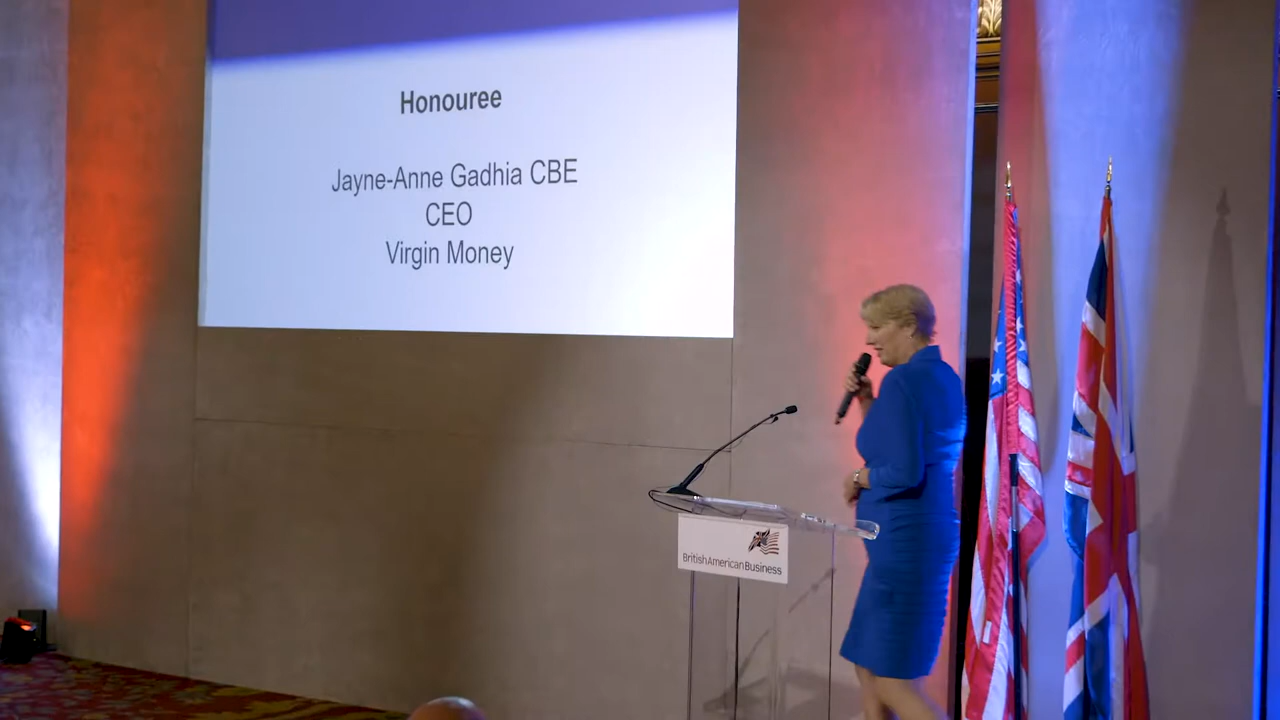 Honouree
Jayne-Anne Gadhia CBE
CEO
Virgin Money
BritishAmericanBusiness